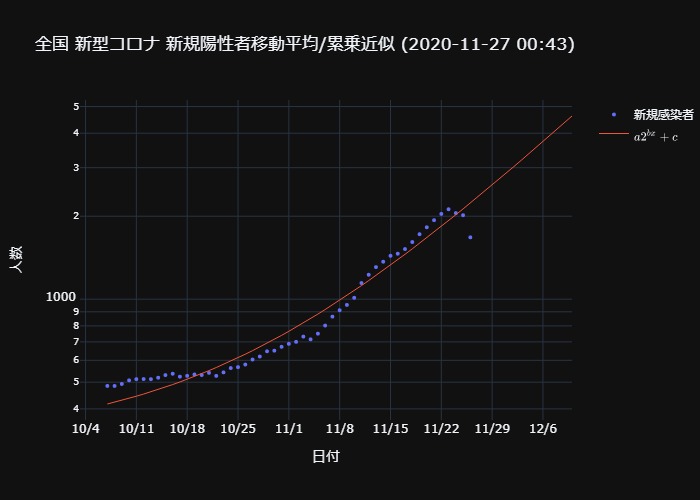 全国 新型コロナ 新規陽性者移動平均/累乗近似 (2020-11-27 00:43)
新規感染者
a2^{bx} + c
5
4
3
2
1000
9
8
7
6
5
4
人数
10/4 10/11 10/18 10/25 11/1 11/8 11/15 11/22 11/29 12/6
日付